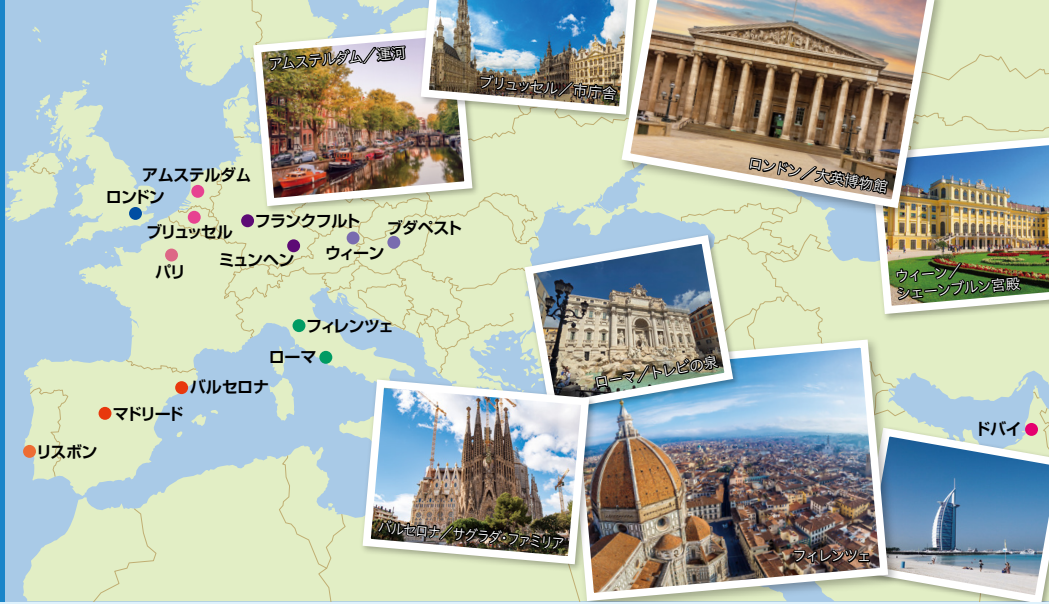 アムステルダム／運河
ブリュッセル／市庁舎
ロンドン／大英博物館
アムステルダム
ロンドン
ブリュッセル
フランクフルト
ブダペスト
ミュンヘン
ウィーン
パリ
ウィーン／
シェーンブルン宮殿
フィレンツェ
ローマ
ローマ／トレビの泉
バルセロナ
マドリード
リスボン
ドバイ
バルセロナ／サグラダ・ファミリア
フィレンツェ